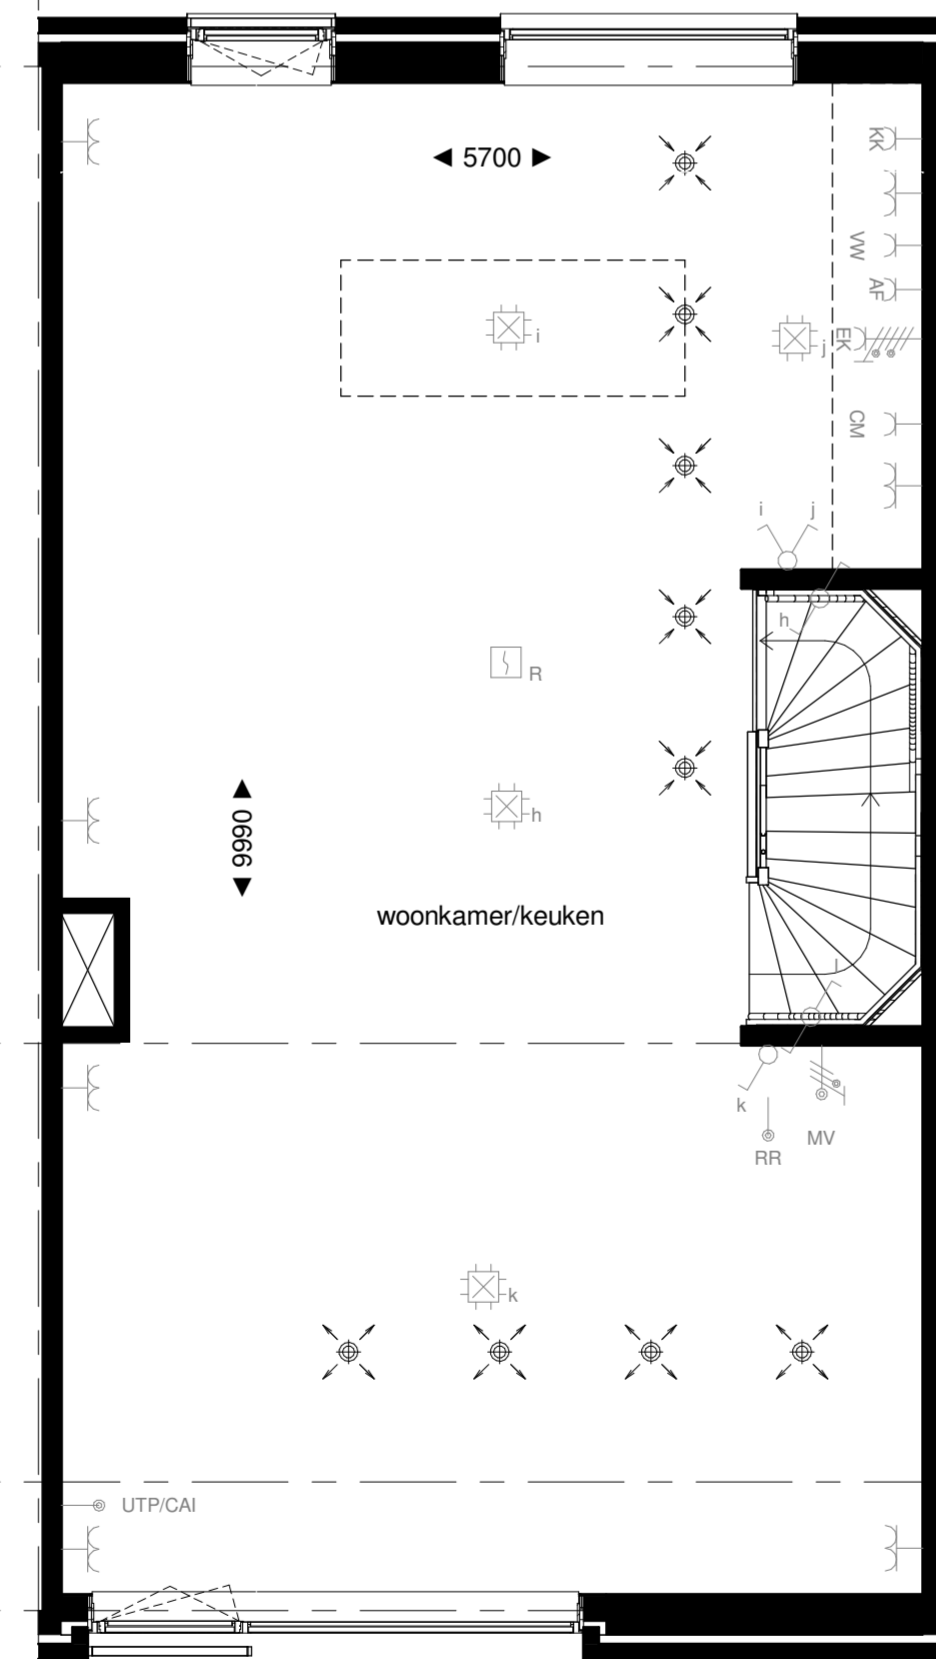 KK
5700
VW
AF
i
j
EK
CM
i
j
h
R
h
9990
woonkamer/keuken
l
k
MV
RR
k
UTP/CAI